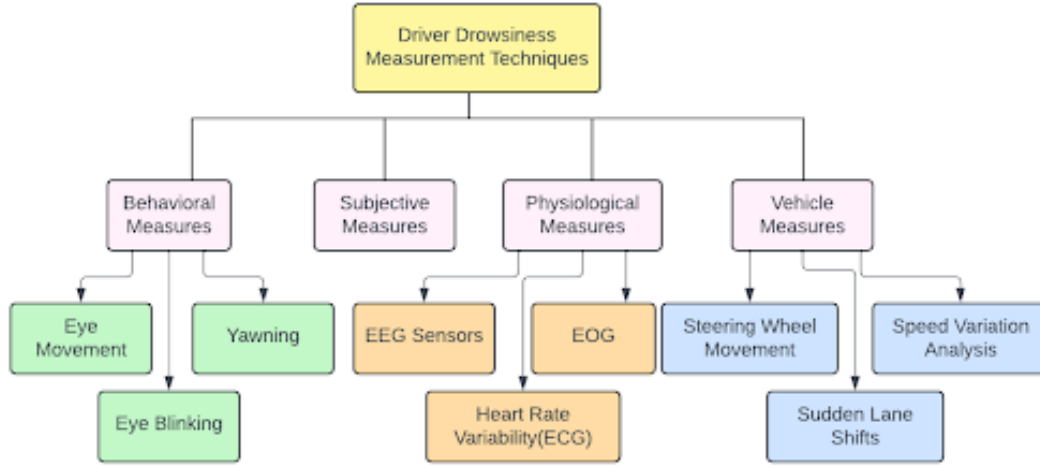 Driver Drowsiness
Measurement Techniques
Behavioral
Measures
Subjective
Measures
Physiological
Measures
Vehicle
Measures
Eye
Movement
Yawning
EEG Sensors
EOG
Steering Wheel
Movement
Speed Variation
Analysis
Eye Blinking
Heart Rate
Variability(ECG)
Sudden Lane
Shifts